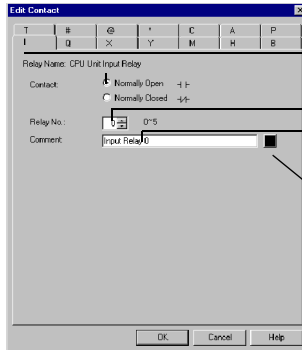 Edit Contact
T # @ * C A P
I Q X Y M H B
Relay Name: CPU Unit Input Relay
Contact: Normally Open
Normally Closed
Relay No.: 0 0~5
Comment Input Relay 0
OK Cancel Help